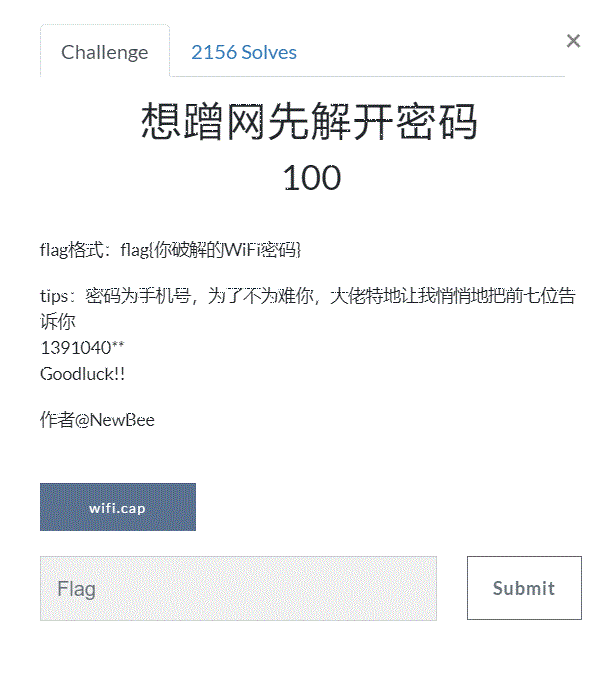 Challenge
2156 Solves
×
想蹭网先解开密码
100
flag格式：flag{你破解的WiFi密码}
tips：密码为手机号，为了不为难你，大佬特地让我悄悄地把前七位告
诉你
1391040**
Goodluck!!
作者@NewBee
wifi.cap
Flag
Submit